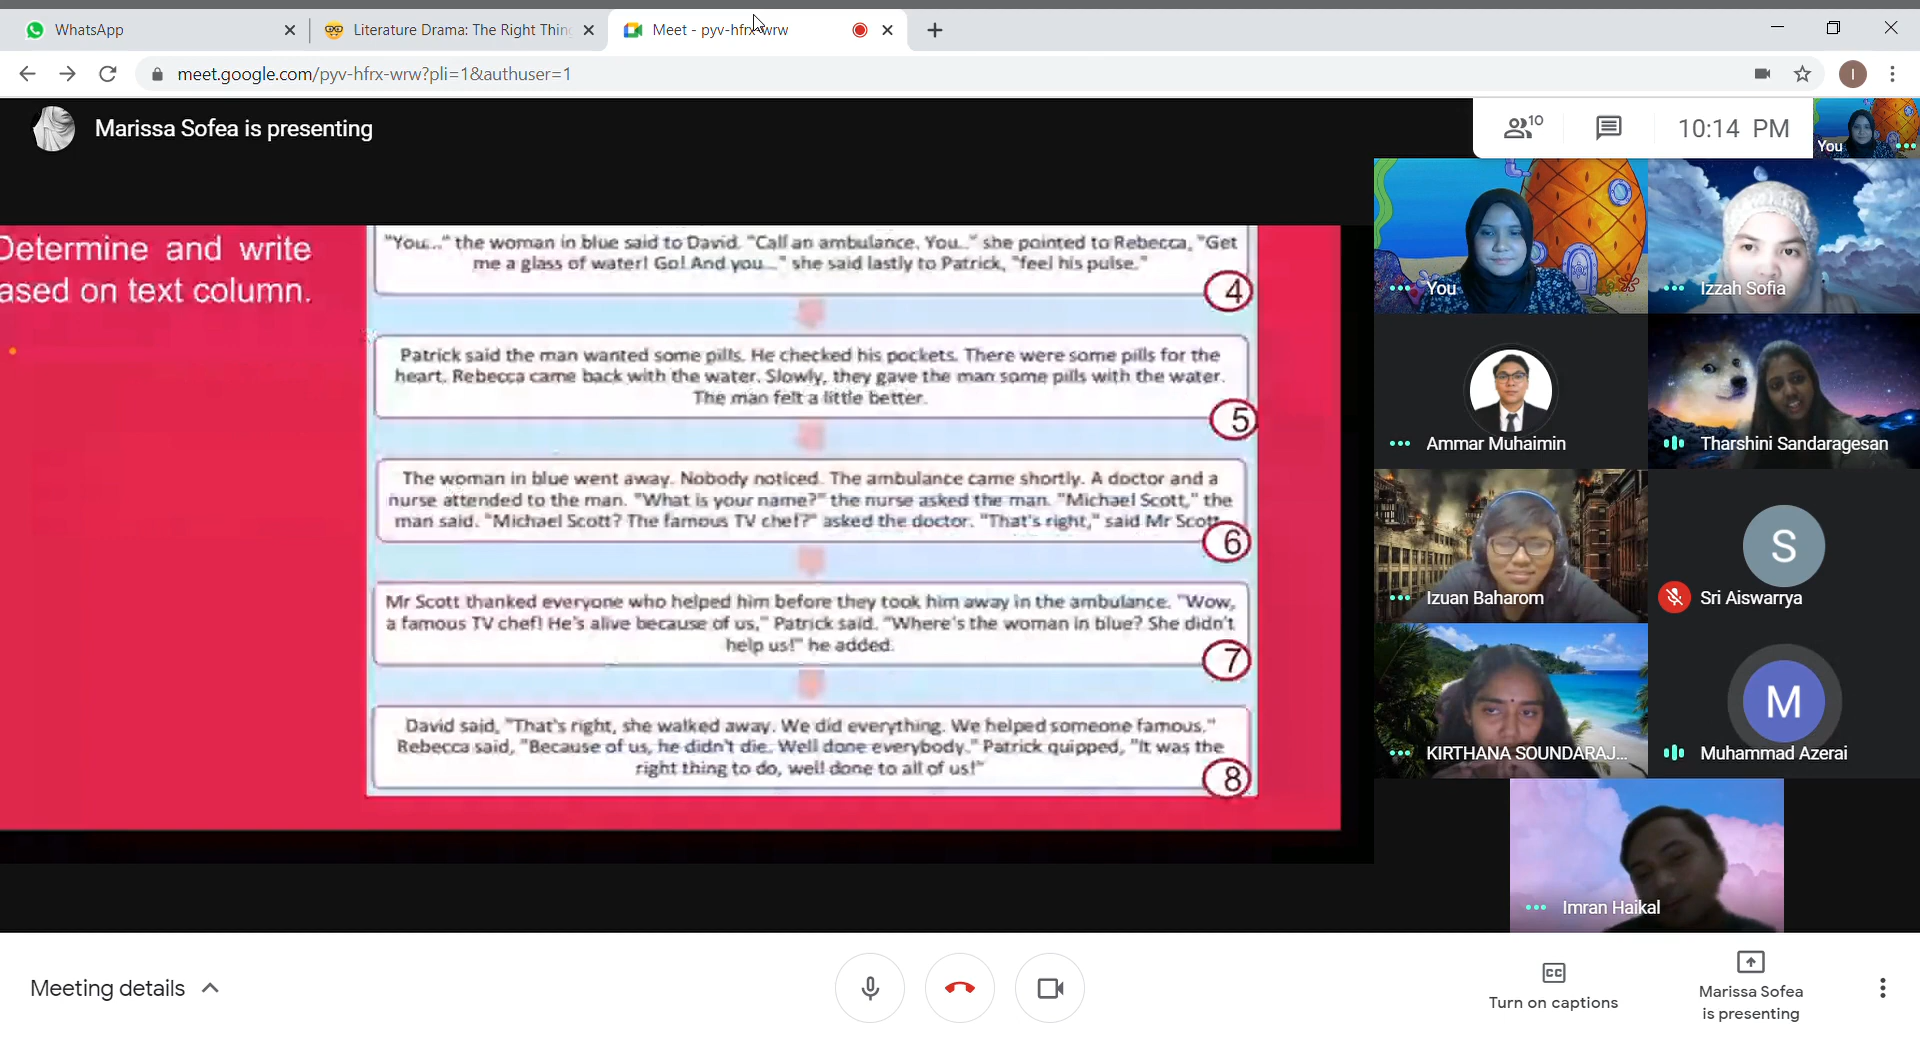 WhatsApp
Literature Drama: The Right Thin
Meet - pyv-hfrx-wrw
meet.google.com/pyv-hfrx-wrw?pli=1&authuser=1
I
Marissa Sofea is presenting
10
10:14 PM
You
Determine and write
ased on text column.
"You..." the woman in blue said to David. "Call an ambulance. You..." she pointed to Rebecca, "Get
me a glass of water! Go! And you..." she said lastly to Patrick, "feel his pulse."
4
Patrick said the man wanted some pills. He checked his pockets. There were some pills for the
heart. Rebecca came back with the water. Slowly, they gave the man some pills with the water.
The man felt a little better.
5
The woman in blue went away. Nobody noticed. The ambulance came shortly. A doctor and a
nurse attended to the man. "What is your name?" the nurse asked the man. "Michael Scott," the
man said. "Michael Scott? The famous TV chef?" asked the doctor. "That's right," said Mr Scott.
6
Mr Scott thanked everyone who helped him before they took him away in the ambulance. "Wow,
a famous TV chef! He's alive because of us," Patrick said. "Where's the woman in blue? She didn't
help us!" he added.
7
David said, "That's right, she walked away. We did everything. We helped someone famous."
Rebecca said, "Because of us, he didn't die. Well done everybody." Patrick quipped, "It was the
right thing to do, well done to all of us!"
8
You
Izzah Sofia
Ammar Muhaimin
Tharshini Sandaragesan
Izuan Baharom
S
Sri Aiswarrya
KIRTHANA SOUNDARAJ...
M
Muhammad Azerai
Imran Haikal
Meeting details
CC
Turn on captions
Marissa Sofea
is presenting